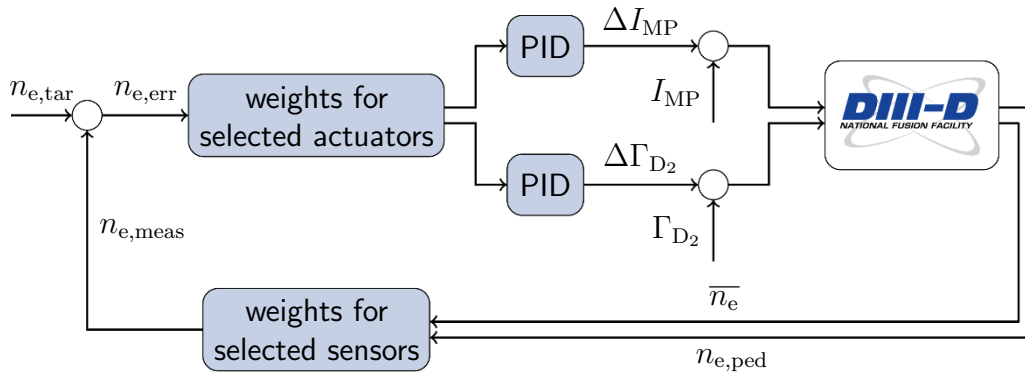 n_e,tar
n_e,err
weights for
selected actuators
PID
ΔI_MP
I_MP
PID
ΔΓ_D₂
Γ_D₂
DIII-D
NATIONAL FUSION FACILITY
n_e,meas
weights for
selected sensors
n̅_e̅
n_e,ped